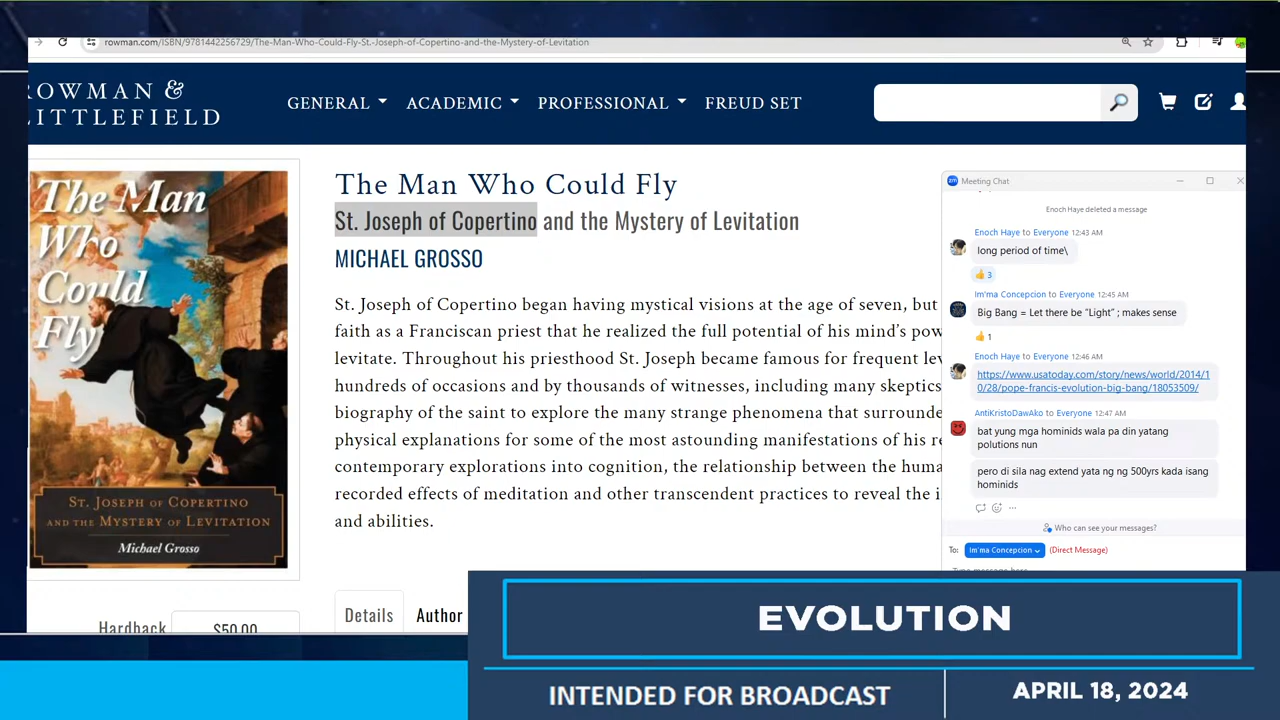 rowman.com/ISBN/9781442256729/The-Man-Who-Could-Fly-St.-Joseph-of-Copertino-and-the-Mystery-of-Levitation
ROWMAN &
LITTLEFIELD
GENERAL
ACADEMIC
PROFESSIONAL
FREUD SET
The Man
Who
Could
Fly
ST. JOSEPH OF COPERTINO
AND THE MYSTERY OF LEVITATION
Michael Grosso
The Man Who Could Fly
St. Joseph of Copertino and the Mystery of Levitation
MICHAEL GROSSO
St. Joseph of Copertino began having mystical visions at the age of seven, but
faith as a Franciscan priest that he realized the full potential of his mind's pow
levitate. Throughout his priesthood St. Joseph became famous for frequent lev
hundreds of occasions and by thousands of witnesses, including many skeptics
biography of the saint to explore the many strange phenomena that surrounde
physical explanations for some of the most astounding manifestations of his re
contemporary explorations into cognition, the relationship between the huma
recorded effects of meditation and other transcendent practices to reveal the i
and abilities.
Hardback
$50.00
Details
Author
zm Meeting Chat
Enoch Haye deleted a message
Enoch Haye to Everyone 12:43 AM
long period of time\
3
Im'ma Concepcion to Everyone 12:45 AM
Big Bang = Let there be "Light" ; makes sense
1
Enoch Haye to Everyone 12:46 AM
https://www.usatoday.com/story/news/world/2014/1
0/28/pope-francis-evolution-big-bang/18053509/
AntiKristoDawAko to Everyone 12:47 AM
bat yung mga hominids wala pa din yatang
polutions nun
pero di sila nag extend yata ng ng 500yrs kada isang
hominids
Who can see your messages?
To: Im'ma Concepcion (Direct Message)
EVOLUTION
INTENDED FOR BROADCAST
APRIL 18, 2024